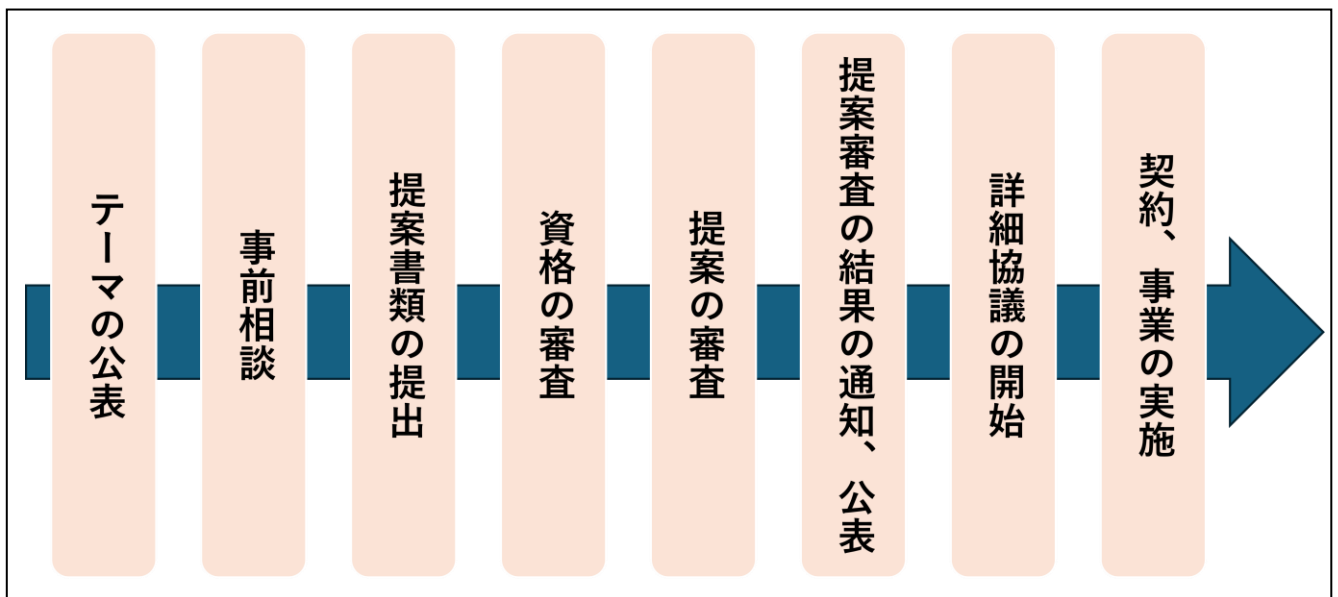 テーマの公表
事前相談
提案書類の提出
資格の審査
提案の審査
提案審査の結果の通知、公表
詳細協議の開始
契約、事業の実施